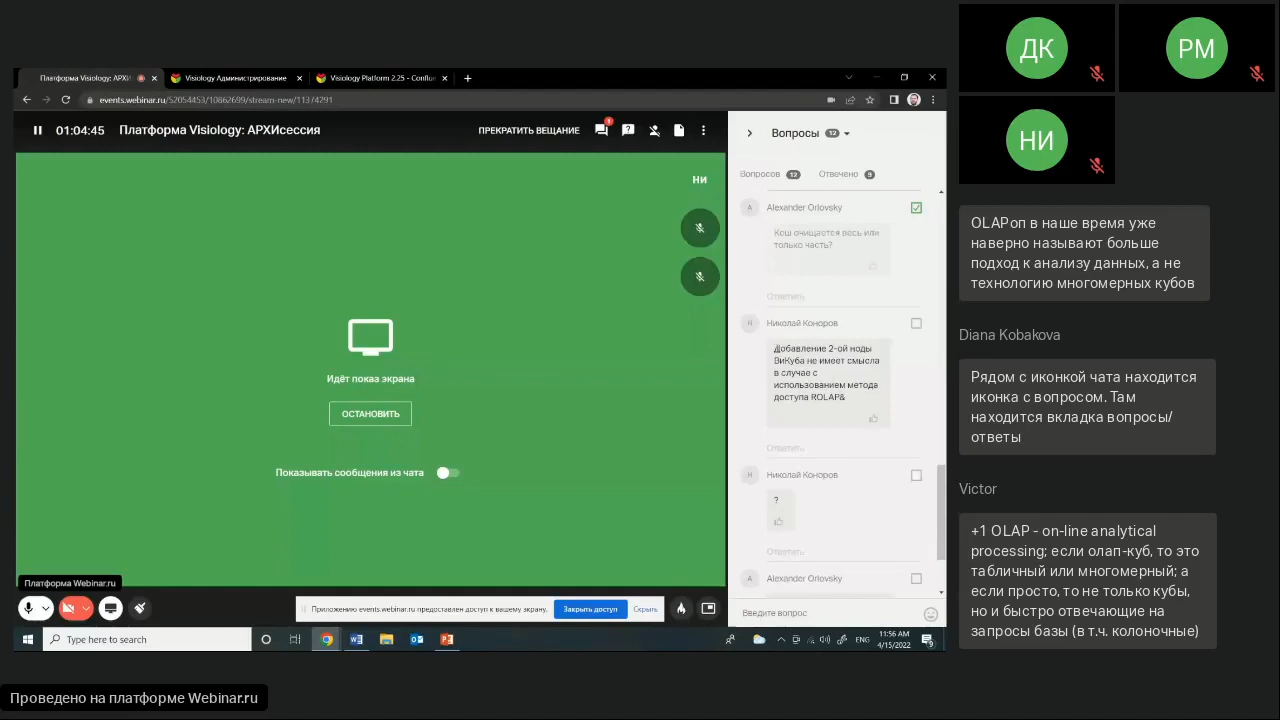 Платформа Visiology: АРХИ
Visiology Администрирование
Visiology Platform 2.25 - Conflu
events.webinar.ru/52054453/10862699/stream-new/11374291
01:04:45
Платформа Visiology: АРХИсессия
ПРЕКРАТИТЬ ВЕЩАНИЕ
1
Вопросы 12
Вопросов 12
Отвечено 9
НИ
A
Alexander Orlovsky
Кеш очищается весь или
только часть?
Ответить
Н
Николай Коноров
Добавление 2-ой ноды
ВиКуба не имеет смысла
в случае с
использованием метода
доступа ROLAP&
Ответить
Н
Николай Коноров
?
Ответить
A
Alexander Orlovsky
Введите вопрос
Идёт показ экрана
ОСТАНОВИТЬ
Показывать сообщения из чата
Платформа Webinar.ru
Приложению events.webinar.ru предоставлен доступ к вашему экрану.
Закрыть доступ
Скрыть
Type here to search
ENG
11:56 AM
4/15/2022
9
ДК
РМ
НИ
OLAPоп в наше время уже
наверно называют больше
подход к анализу данных, а не
технологию многомерных кубов
Diana Kobakova
Рядом с иконкой чата находится
иконка с вопросом. Там
находится вкладка вопросы/
ответы
Victor
+1 OLAP - on-line analytical
processing; если олап-куб, то это
табличный или многомерный; а
если просто, то не только кубы,
но и быстро отвечающие на
запросы базы (в т.ч. колоночные)
Проведено на платформе Webinar.ru